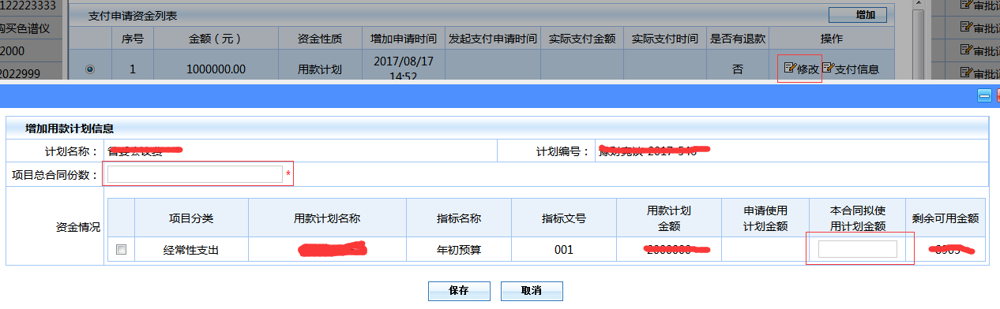 122223333
支付申请资金列表
增加
审批
购买色谱仪
序号 金额（元） 资金性质 增加申请时间 发起支付申请时间 实际支付金额 实际支付时间 是否有退款 操作
审批
2000
审批
1 1000000.00 用款计划 2017/08/17 14:52 否 修改 支付信息
2022999
审批
增加用款计划信息
计划名称：
计划编号：
项目总合同份数： *
资金情况
项目分类 用款计划名称 指标名称 指标文号 用款计划金额 申请使用计划金额 本合同拟使用计划金额 剩余可用金额
经常性支出 年初预算 001
保存 取消